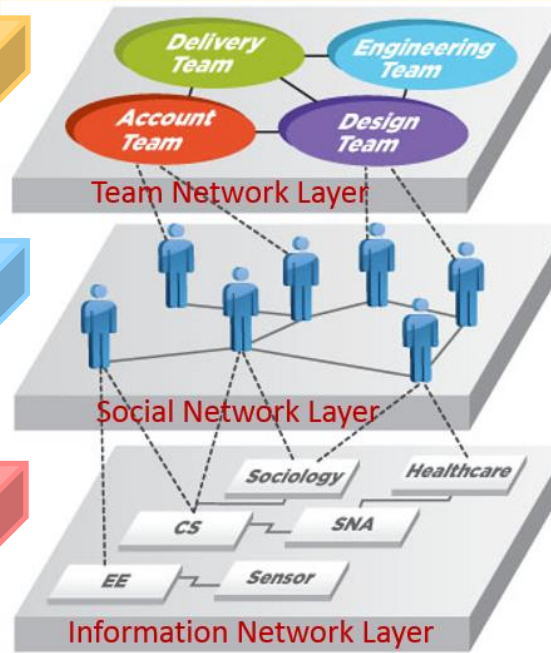 Delivery
Team
Engineering
Team
Account
Team
Design
Team
Team Network Layer
Social Network Layer
Sociology
Healthcare
CS
SNA
EE
Sensor
Information Network Layer